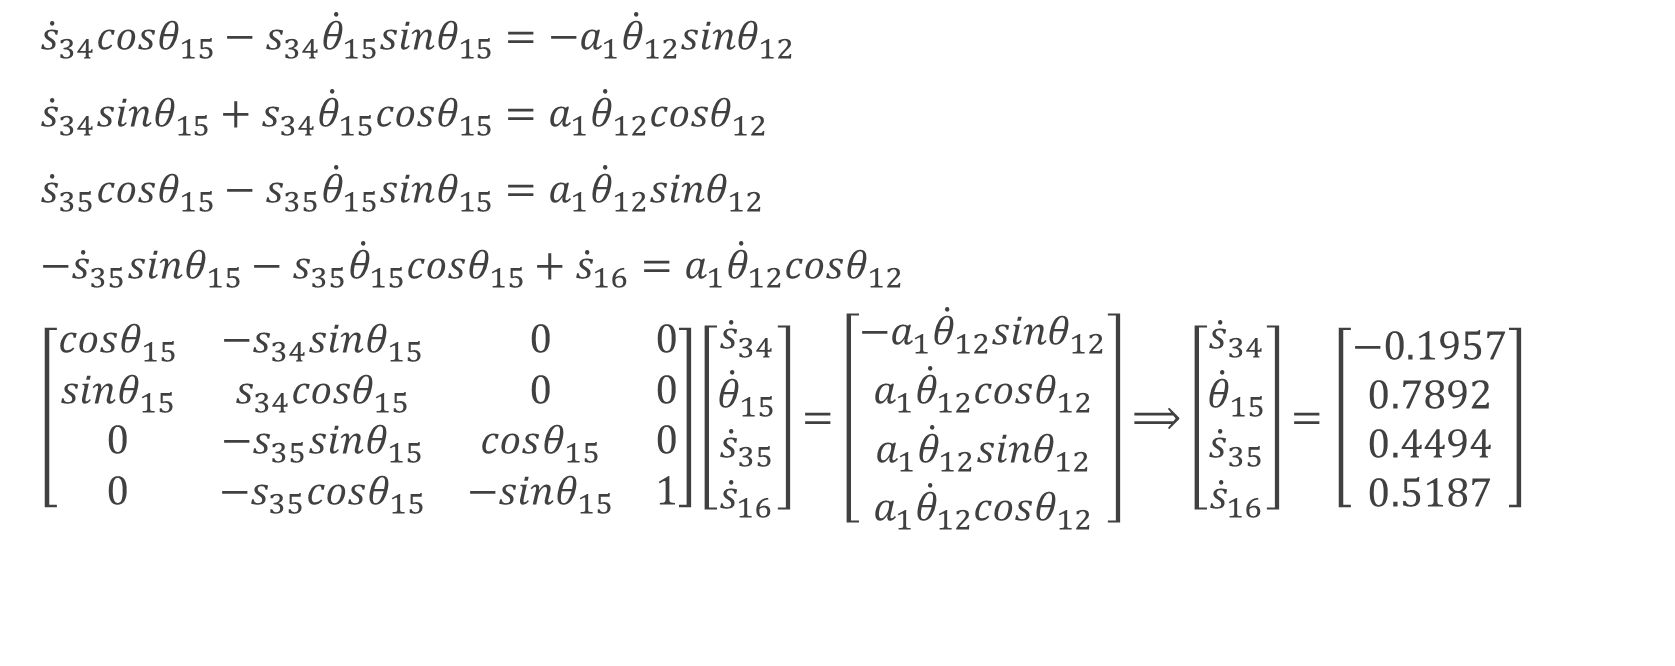 ṡ₃₄cosθ₁₅ − s₃₄θ̇₁₅sinθ₁₅ = −a₁θ̇₁₂sinθ₁₂
ṡ₃₄sinθ₁₅ + s₃₄θ̇₁₅cosθ₁₅ = a₁θ̇₁₂cosθ₁₂
ṡ₃₅cosθ₁₅ − s₃₅θ̇₁₅sinθ₁₅ = a₁θ̇₁₂sinθ₁₂
−ṡ₃₅sinθ₁₅ − s₃₅θ̇₁₅cosθ₁₅ + ṡ₁₆ = a₁θ̇₁₂cosθ₁₂
[cosθ₁₅ −s₃₄sinθ₁₅ 0 0; sinθ₁₅ s₃₄cosθ₁₅ 0 0; 0 −s₃₅sinθ₁₅ cosθ₁₅ 0; 0 −s₃₅cosθ₁₅ −sinθ₁₅ 1] [ṡ₃₄; θ̇₁₅; ṡ₃₅; ṡ₁₆] = [−a₁θ̇₁₂sinθ₁₂; a₁θ̇₁₂cosθ₁₂; a₁θ̇₁₂sinθ₁₂; a₁θ̇₁₂cosθ₁₂] ⟹ [ṡ₃₄; θ̇₁₅; ṡ₃₅; ṡ₁₆] = [−0.1957; 0.7892; 0.4494; 0.5187]